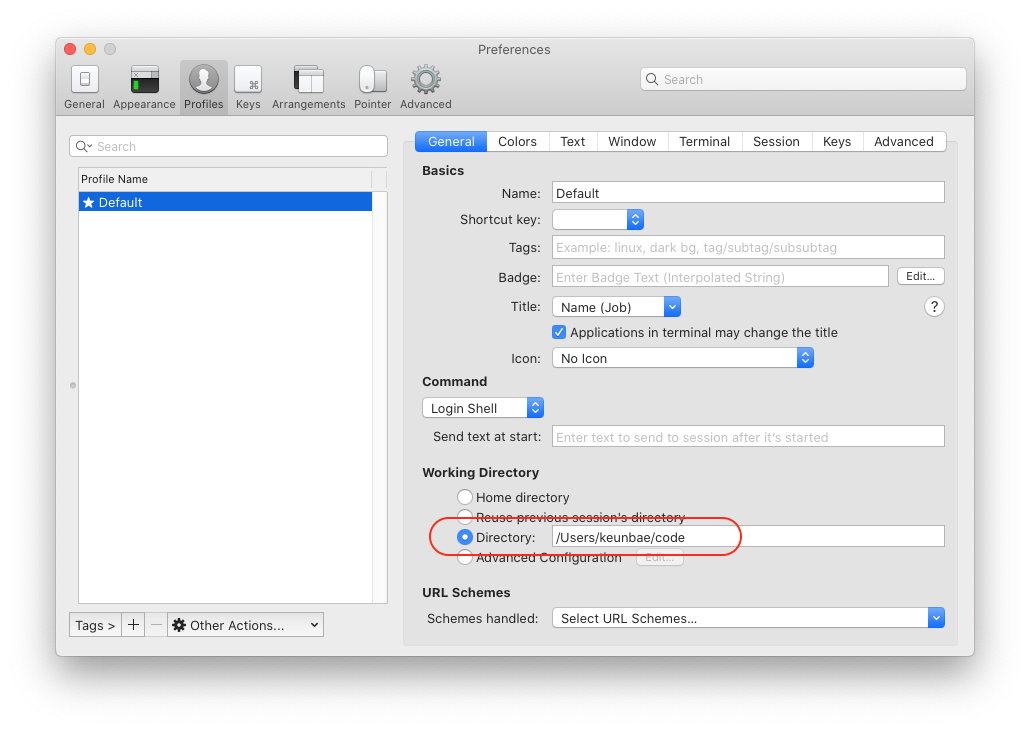 Preferences
General Appearance Profiles Keys Arrangements Pointer Advanced
Search
Search
Profile Name
Default
Tags > + — Other Actions...
General Colors Text Window Terminal Session Keys Advanced
Basics
Name: Default
Shortcut key:
Tags: Example: linux, dark bg, tag/subtag/subsubtag
Badge: Enter Badge Text (Interpolated String) Edit...
Title: Name (Job) ?
Applications in terminal may change the title
Icon: No Icon
Command
Login Shell
Send text at start: Enter text to send to session after it's started
Working Directory
Home directory
Reuse previous session's directory
Directory: /Users/keunbae/code
Advanced Configuration Edit...
URL Schemes
Schemes handled: Select URL Schemes...